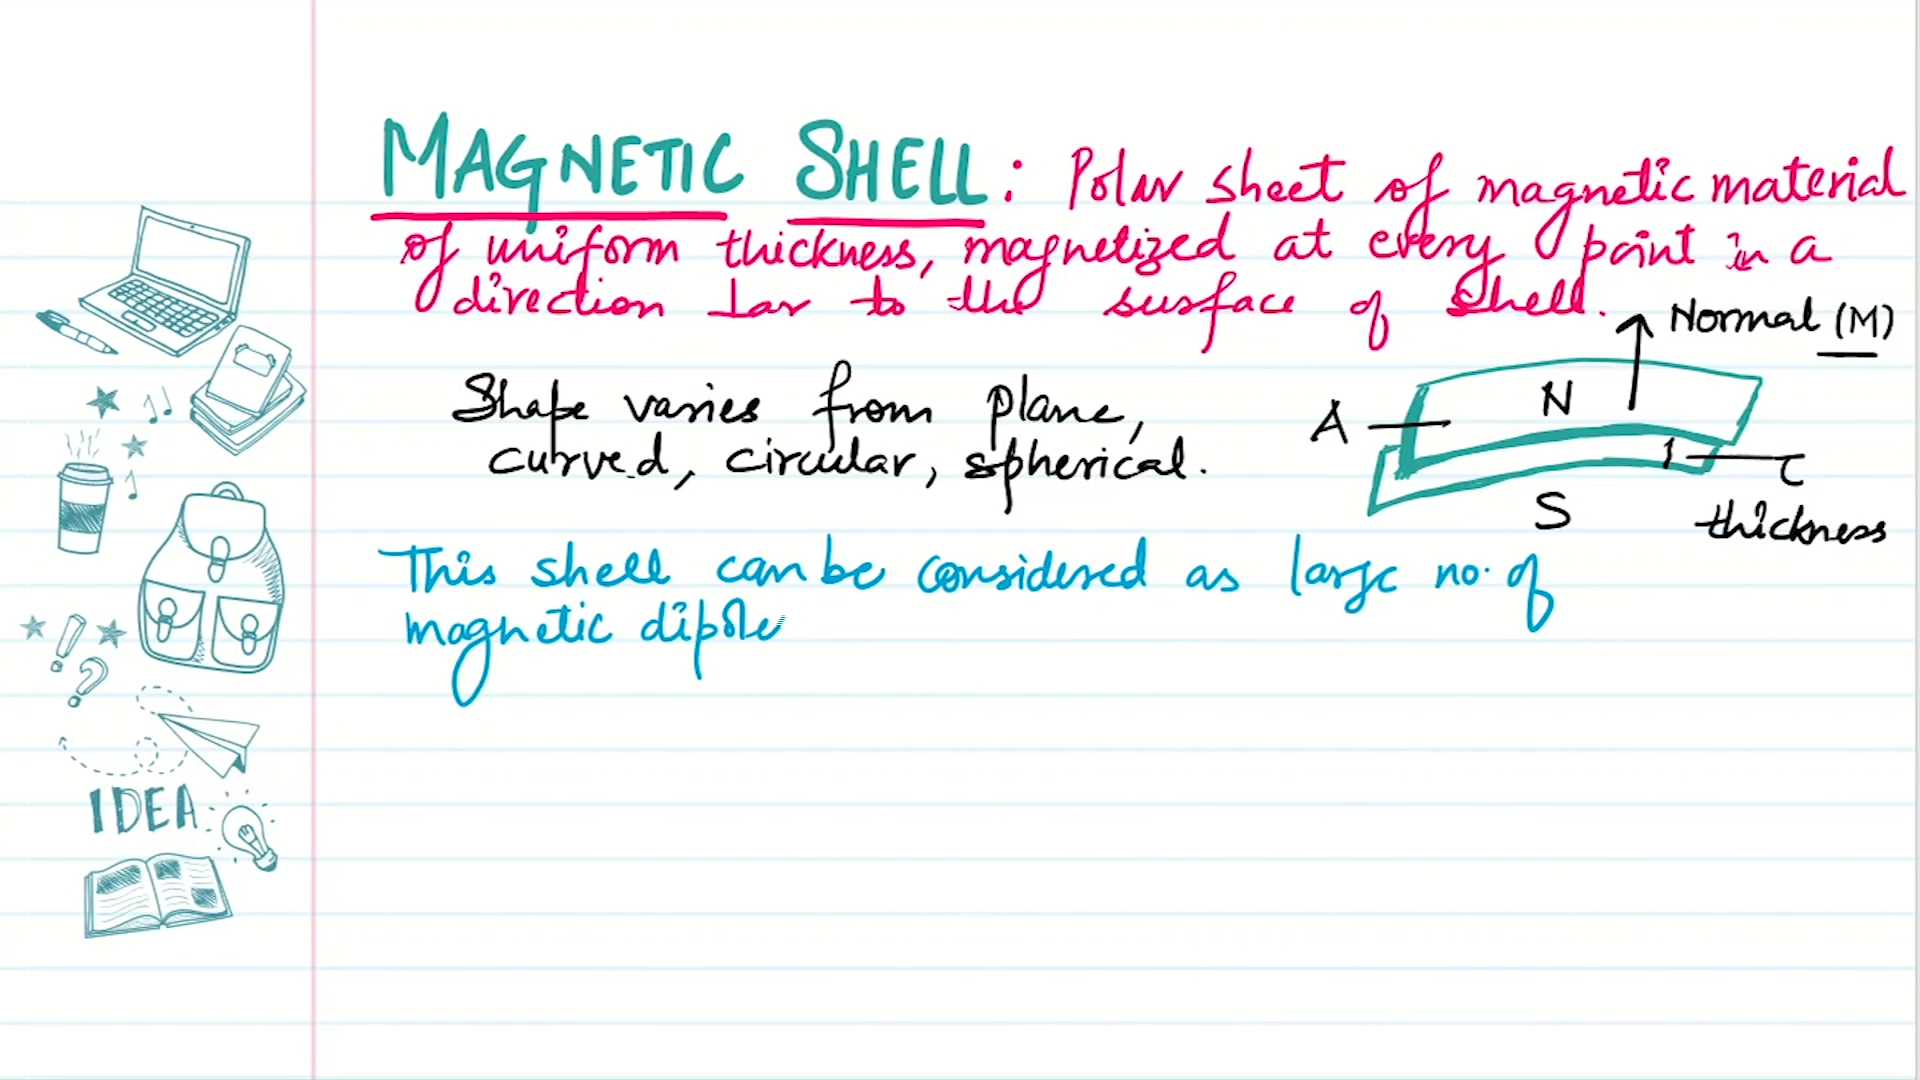 MAGNETIC SHELL: Polar sheet of magnetic material
of uniform thickness, magnetized at every point in a
direction ⊥ar to the surface of shell.
Normal (M)
Shape varies from plane,
curved, circular, spherical.
N
A
t
S
thickness
This shell can be considered as large no. of
magnetic dipole
IDEA